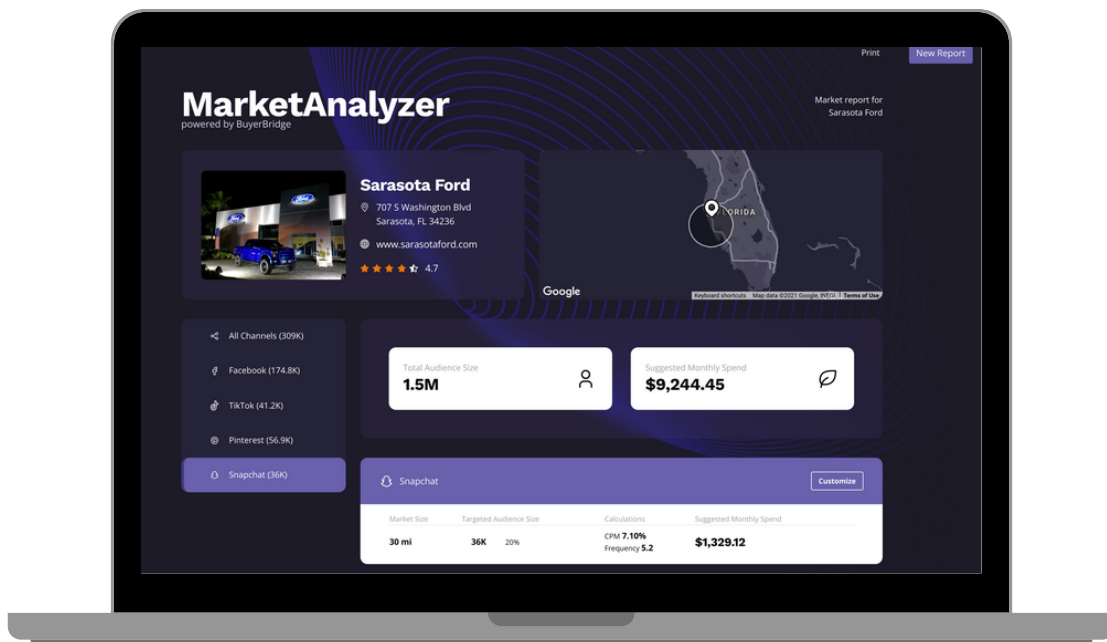 Print
New Report
MarketAnalyzer
powered by BuyerBridge
Market report for
Sarasota Ford
Sarasota Ford
707 S Washington Blvd
Sarasota, FL 34236
www.sarasotaford.com
4.7
Ford
Ford
FLORIDA
Google
Keyboard shortcuts
Map data ©2021 Google, INEGI
Terms of Use
All Channels (309K)
Facebook (174.8K)
TikTok (41.2K)
Pinterest (56.9K)
Snapchat (36K)
Total Audience Size
1.5M
Suggested Monthly Spend
$9,244.45
Snapchat
Customize
Market Size
Targeted Audience Size
Calculations
Suggested Monthly Spend
30 mi
36K
20%
CPM 7.10%
Frequency 5.2
$1,329.12